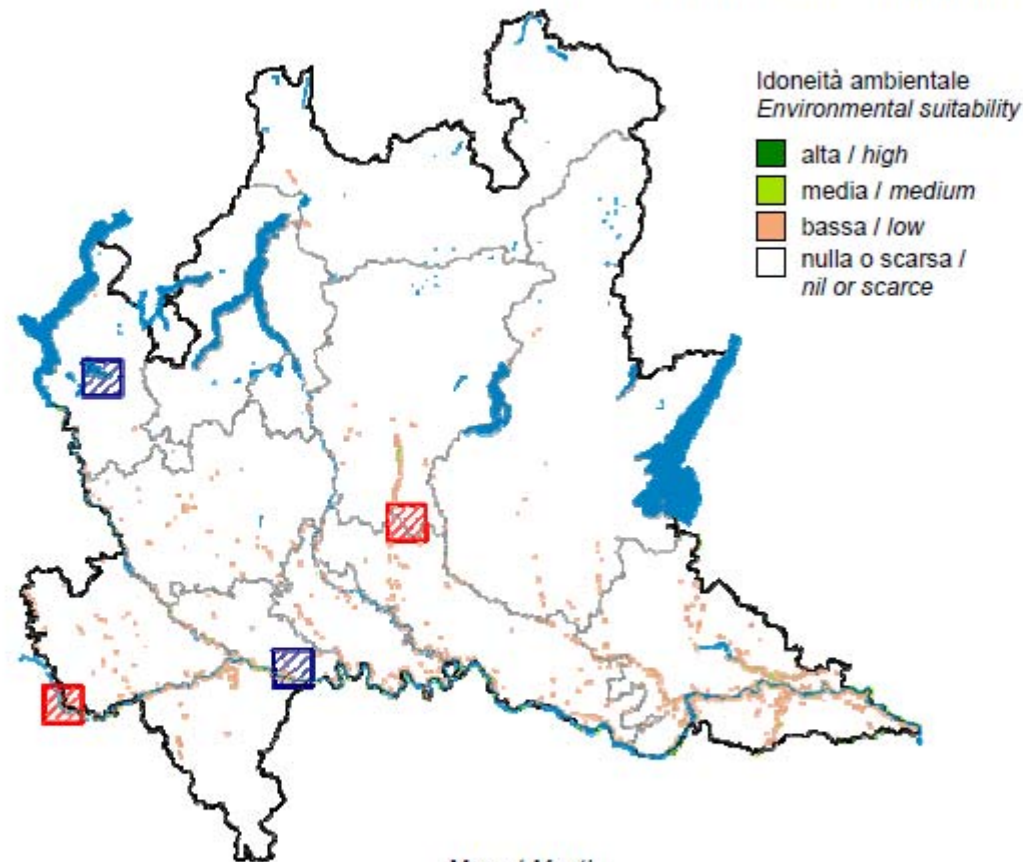 Idoneità ambientale
Environmental suitability
alta / high
media / medium
bassa / low
nulla o scarsa /
nil or scarce